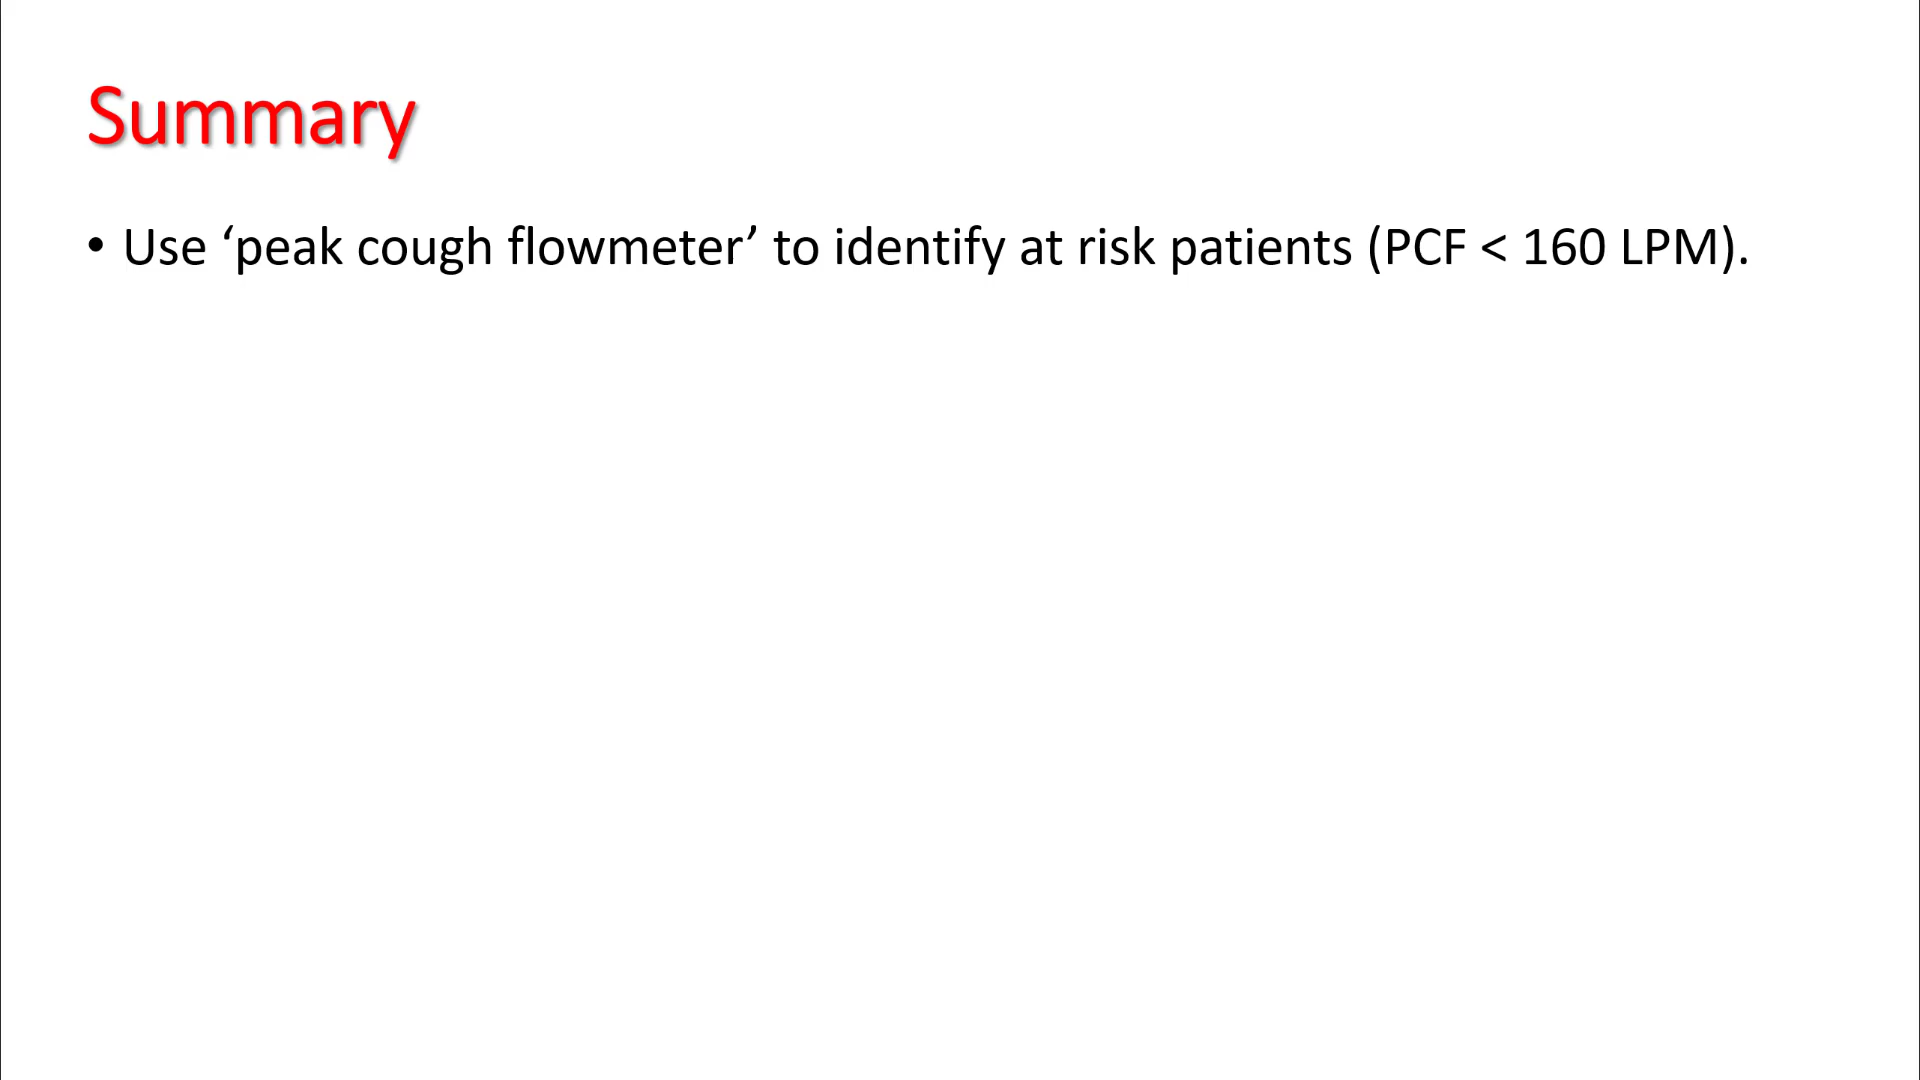 Summary
• Use ‘peak cough flowmeter’ to identify at risk patients (PCF < 160 LPM).